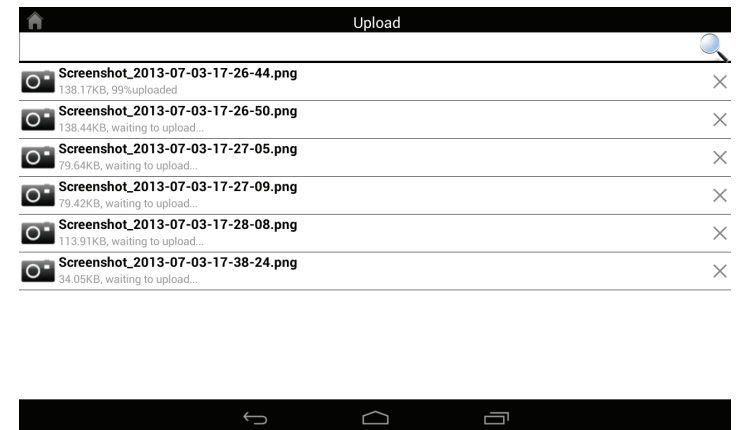 Upload
Screenshot_2013-07-03-17-26-44.png
138.17KB, 99%uploaded
Screenshot_2013-07-03-17-26-50.png
138.44KB, waiting to upload...
Screenshot_2013-07-03-17-27-05.png
79.64KB, waiting to upload...
Screenshot_2013-07-03-17-27-09.png
79.42KB, waiting to upload...
Screenshot_2013-07-03-17-28-08.png
113.91KB, waiting to upload...
Screenshot_2013-07-03-17-38-24.png
34.05KB, waiting to upload...